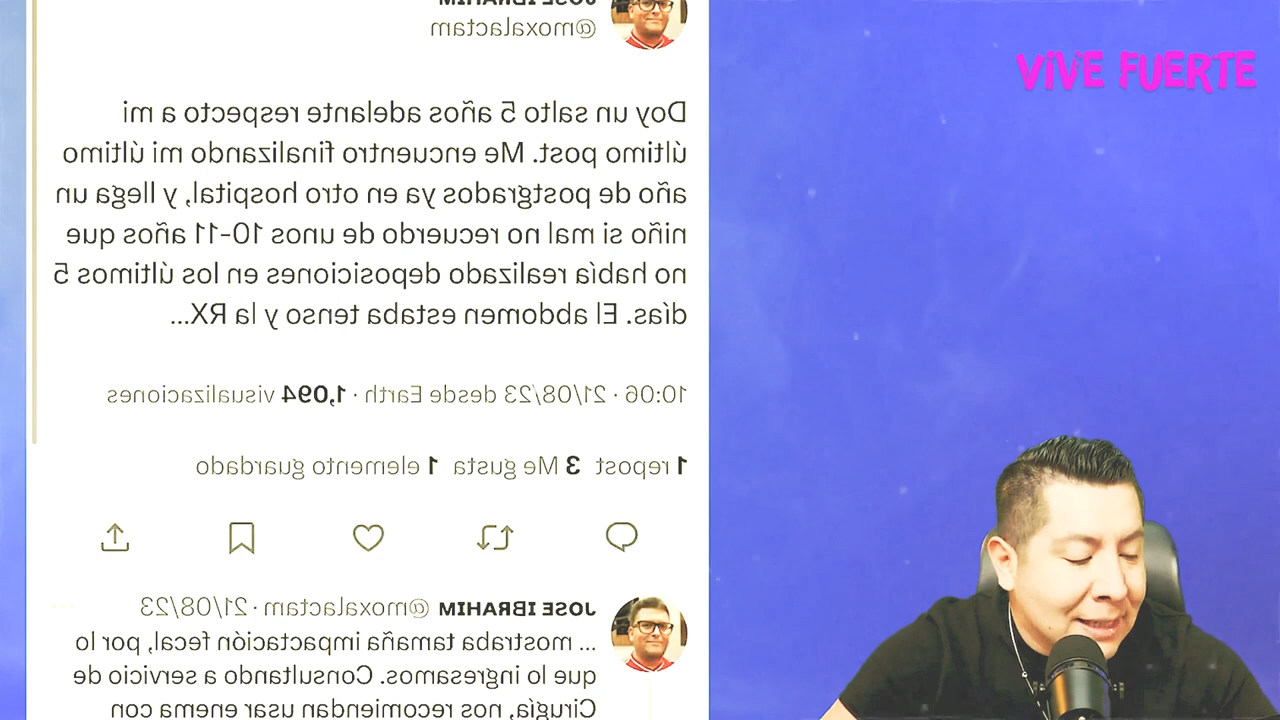 JOSE IBRAHIM
@moxalactam
Doy un salto 5 años adelante respecto a mi
último post. Me encuentro finalizando mi último
año de postgrados ya en otro hospital, y llega un
niño si mal no recuerdo de unos 10-11 años que
no había realizado deposiciones en los últimos 5
días. El abdomen estaba tenso y la RX...
10:06 · 21/08/23 desde Earth · 1,094 visualizaciones
1 repost 3 Me gusta 1 elemento guardado
JOSE IBRAHIM @moxalactam · 21/08/23
... mostraba tamaña impactación fecal, por lo
que lo ingresamos. Consultando a servicio de
Cirugía, nos recomiendan usar enema con
VIVE FUERTE